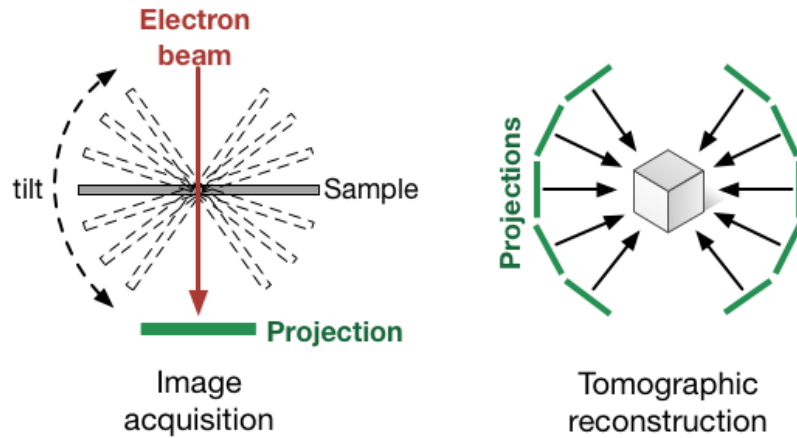 Electron
beam
tilt
Sample
Projection
Image
acquisition
Projections
Tomographic
reconstruction